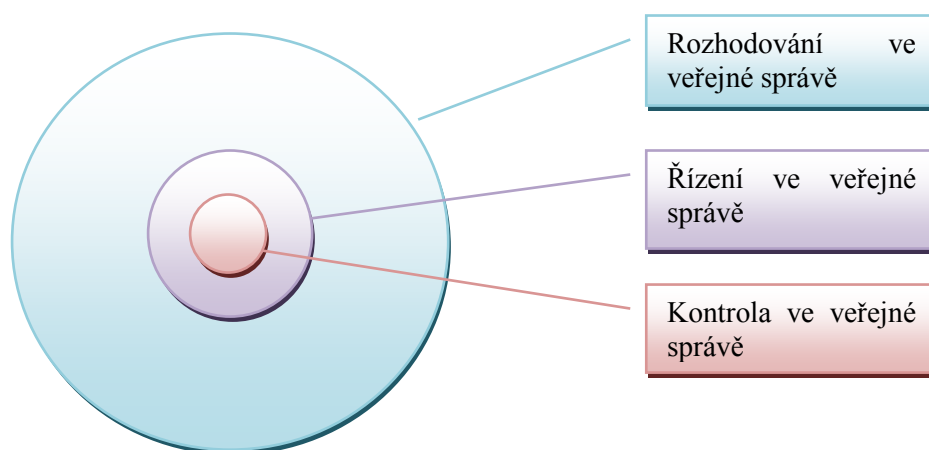 Rozhodování ve
veřejné správě
Řízení ve veřejné
správě
Kontrola ve veřejné
správě